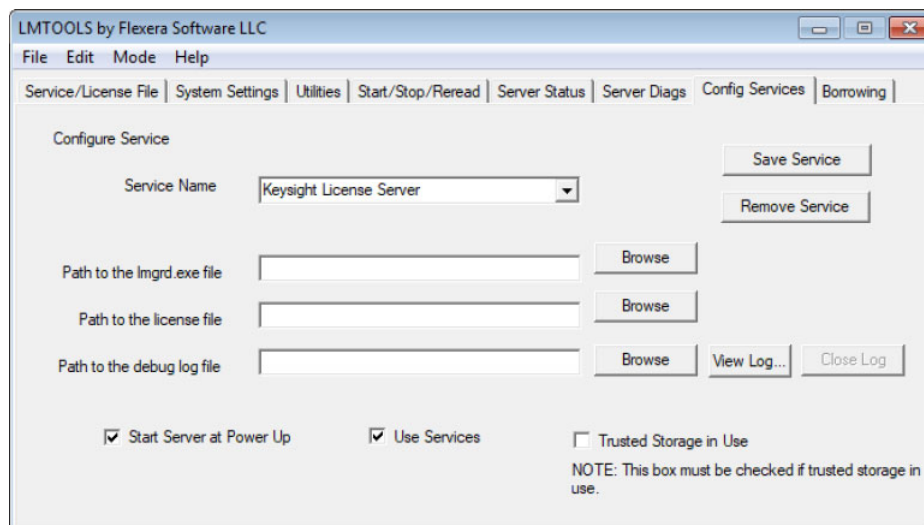 LMTOOLS by Flexera Software LLC
File Edit Mode Help
Service/License File System Settings Utilities Start/Stop/Reread Server Status Server Diags Config Services Borrowing
Configure Service
Save Service
Service Name Keysight License Server
Remove Service
Path to the lmgrd.exe file Browse
Path to the license file Browse
Path to the debug log file Browse View Log... Close Log
Start Server at Power Up Use Services Trusted Storage in Use
NOTE: This box must be checked if trusted storage in
use.